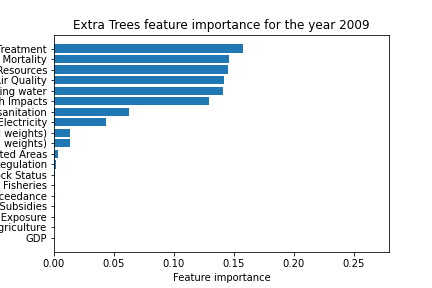 Extra Trees feature importance for the year 2009
Treatment
Mortality
Resources
Air Quality
ing water
h Impacts
sanitation
Electricity
weights)
weights)
ted Areas
egulation
ck Status
Fisheries
ceedance
Subsidies
Exposure
griculture
GDP
0.00 0.05 0.10 0.15 0.20 0.25
Feature importance